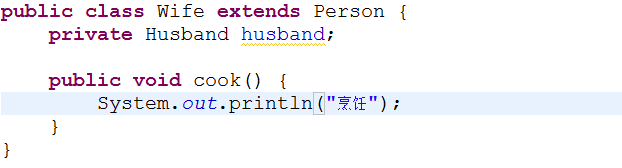 public class Wife extends Person {
    private Husband husband;

    public void cook() {
        System.out.println("烹饪");
    }
}